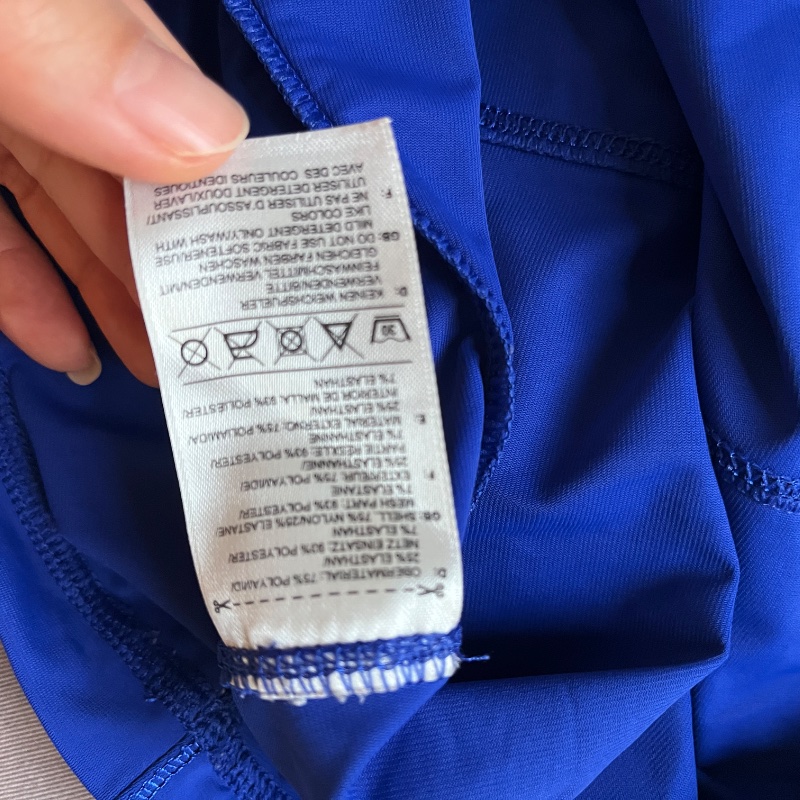 D: OBERMATERIAL: 75% POLYAMID/
25% ELASTHAN/
NETZ EINSATZ: 93% POLYESTER/
7% ELASTHAN
GB: SHELL: 75% NYLON/25% ELASTANE/
MESH PART: 93% POLYESTER/
7% ELASTANE
F: EXTÉRIEUR: 75% POLYAMIDE/
25% ELASTHANNE/
PARTIE RÉSILLE: 93% POLYESTER/
7% ELASTHANNE
E: MATERIAL EXTERNO: 75% POLIAMIDA/
25% ELASTHAN/
INTERIOR DE MALLA: 93% POLIESTER/
7% ELASTHAN
30
D: KEINEN WEICHSPUELER
VERWENDEN/BITTE
FEINWASCHMITTEL VERWENDEN/MIT
GLEICHEN FARBEN WASCHEN
GB: DO NOT USE FABRIC SOFTENER/USE
MILD DETERGENT ONLY/WASH WITH
LIKE COLORS
F: NE PAS UTILISER D'ASSOUPLISSANT/
UTILISER DETERGENT DOUX/LAVER
AVEC DES COULEURS IDENTIQUES